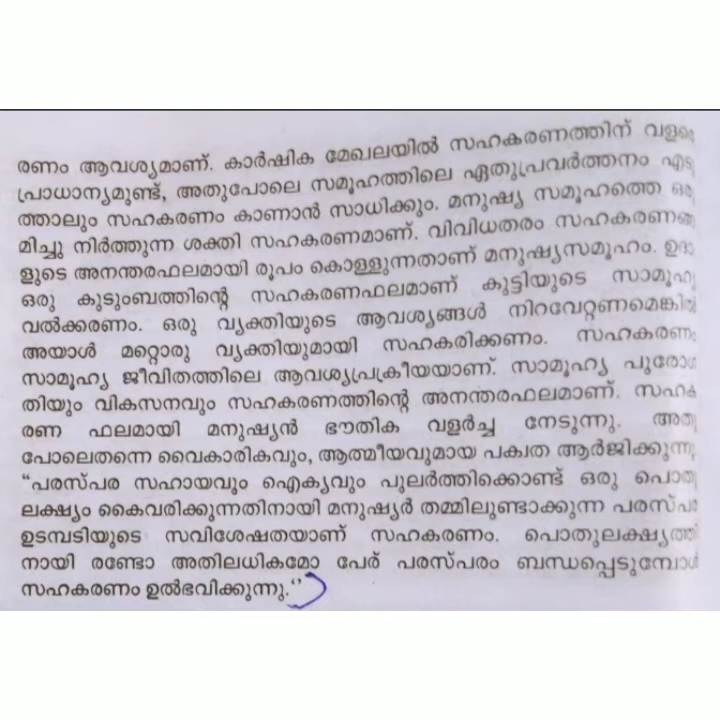 രണം ആവശ്യമാണ്. കാർഷിക മേഖലയിൽ സഹകരണത്തിന് വളരെ
പ്രാധാന്യമുണ്ട്, അതുപോലെ സമൂഹത്തിലെ ഏതുപ്രവർത്തനം
ത്താലും സഹകരണം കാണാൻ സാധിക്കും. മനുഷ്യ സമൂഹത്തെ
മിച്ചു നിർത്തുന്ന ശക്തി സഹകരണമാണ്. വിവിധതരം
ളുടെ അനന്തരഫലമായി രൂപം കൊള്ളുന്നതാണ് മനുഷ്യസമൂഹം.
ഒരു കുടുംബത്തിന്റെ സഹകരണഫലമാണ് കുട്ടിയുടെ
വൽക്കരണം. ഒരു വ്യക്തിയുടെ ആവശ്യങ്ങൾ നിറവേറ്റണമെങ്കിൽ
അയാൾ മറ്റൊരു വ്യക്തിയുമായി സഹകരിക്കണം. സഹകരണം
സാമൂഹ്യ ജീവിതത്തിലെ ആവശ്യപ്രക്രീയയാണ്. സാമൂഹ്യ
തിയും വികസനവും സഹകരണത്തിന്റെ അനന്തരഫലമാണ്.
രണ ഫലമായി മനുഷ്യൻ ഭൗതിക വളർച്ച നേടുന്നു. അതു
പോലെതന്നെ വൈകാരികവും, ആത്മീയവുമായ പക്വത ആർജിക്കുന്നു
“പരസ്പര സഹായവും ഐക്യവും പുലർത്തിക്കൊണ്ട് ഒരു പൊതു
ലക്ഷ്യം കൈവരിക്കുന്നതിനായി മനുഷ്യർ തമ്മിലുണ്ടാക്കുന്ന
ഉടമ്പടിയുടെ സവിശേഷതയാണ് സഹകരണം. പൊതുലക്ഷ്യത്തി
നായി രണ്ടോ അതിലധികമോ പേര് പരസ്പരം ബന്ധപ്പെടുമ്പോൾ
സഹകരണം ഉൽഭവിക്കുന്നു.‘’